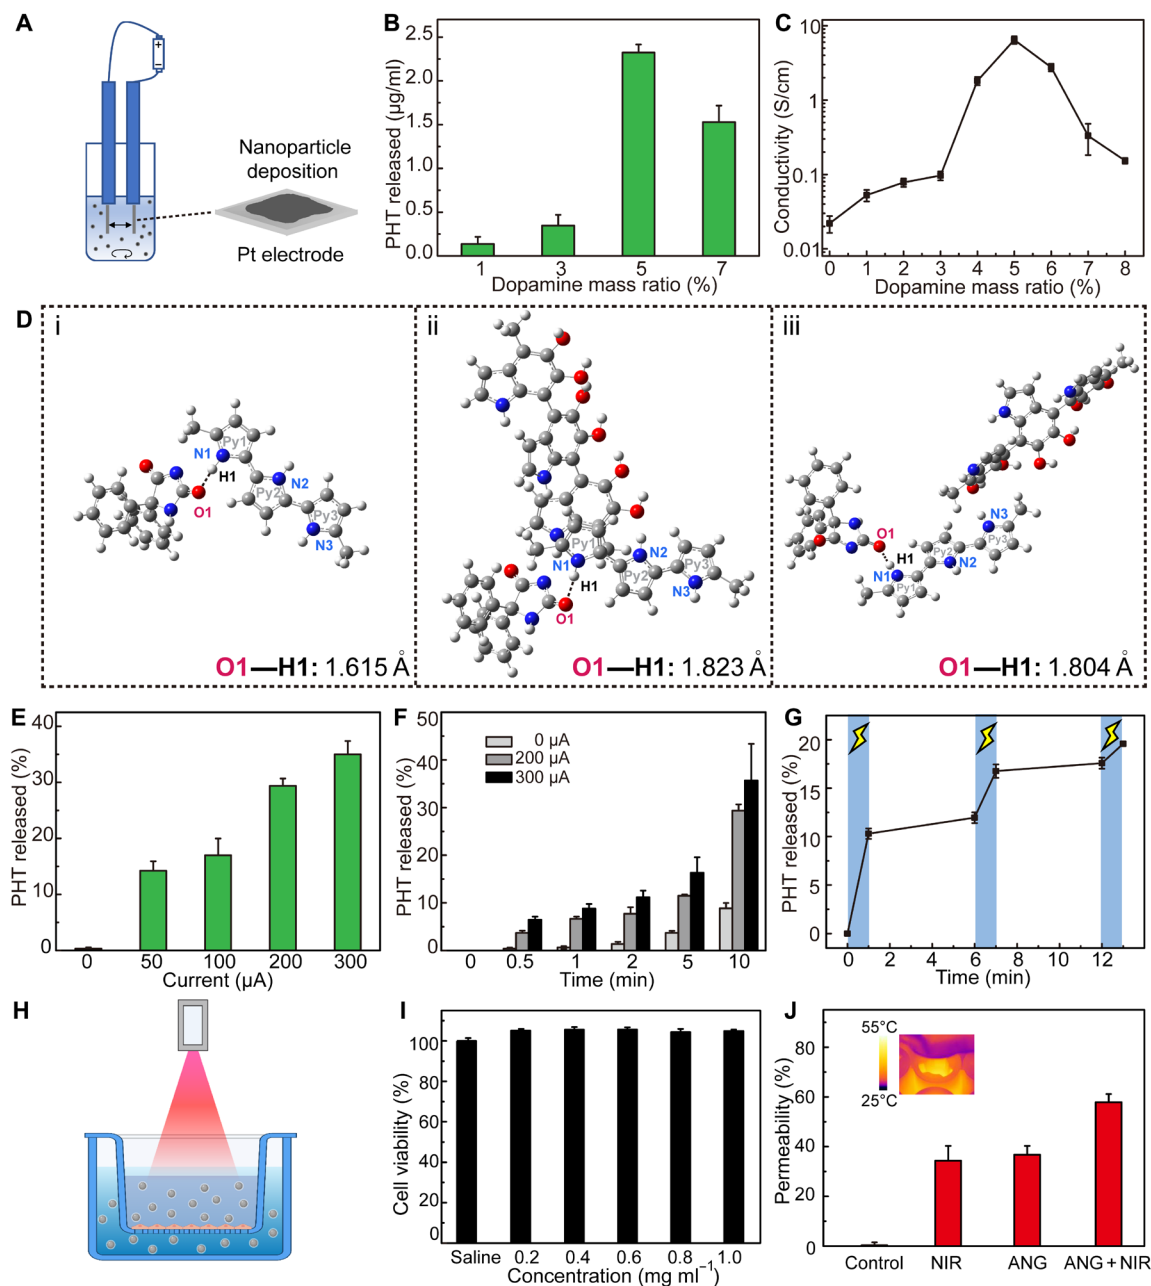 A
+
−
Nanoparticle
deposition
Pt electrode
B
PHT released (µg/ml)
2.5
2.0
1.5
1.0
0.5
0.0
1 3 5 7
Dopamine mass ratio (%)
C
Conductivity (S/cm)
10
1
0.1
0.01
0 1 2 3 4 5 6 7 8
Dopamine mass ratio (%)
D
i
Py1
N1
H1
N2
Py2
O1
Py3
N3
O1—H1: 1.615 Å
ii
Py1
N1
N2
H1
Py2
Py3
N3
O1
O1—H1: 1.823 Å
iii
N3
O1
Py3
H1
Py2
N1
N2
Py1
O1—H1: 1.804 Å
E
PHT released (%)
40
30
20
10
0
0 50 100 200 300
Current (µA)
F
PHT released (%)
50
40
30
20
10
0
0 µA
200 µA
300 µA
0 0.5 1 2 5 10
Time (min)
G
PHT released (%)
20
15
10
5
0
0 2 4 6 8 10 12
Time (min)
H
I
Cell viability (%)
100
80
60
40
20
0
Saline 0.2 0.4 0.6 0.8 1.0
Concentration (mg ml⁻¹)
J
Permeability (%)
80
60
40
20
0
55°C
25°C
Control NIR ANG ANG + NIR